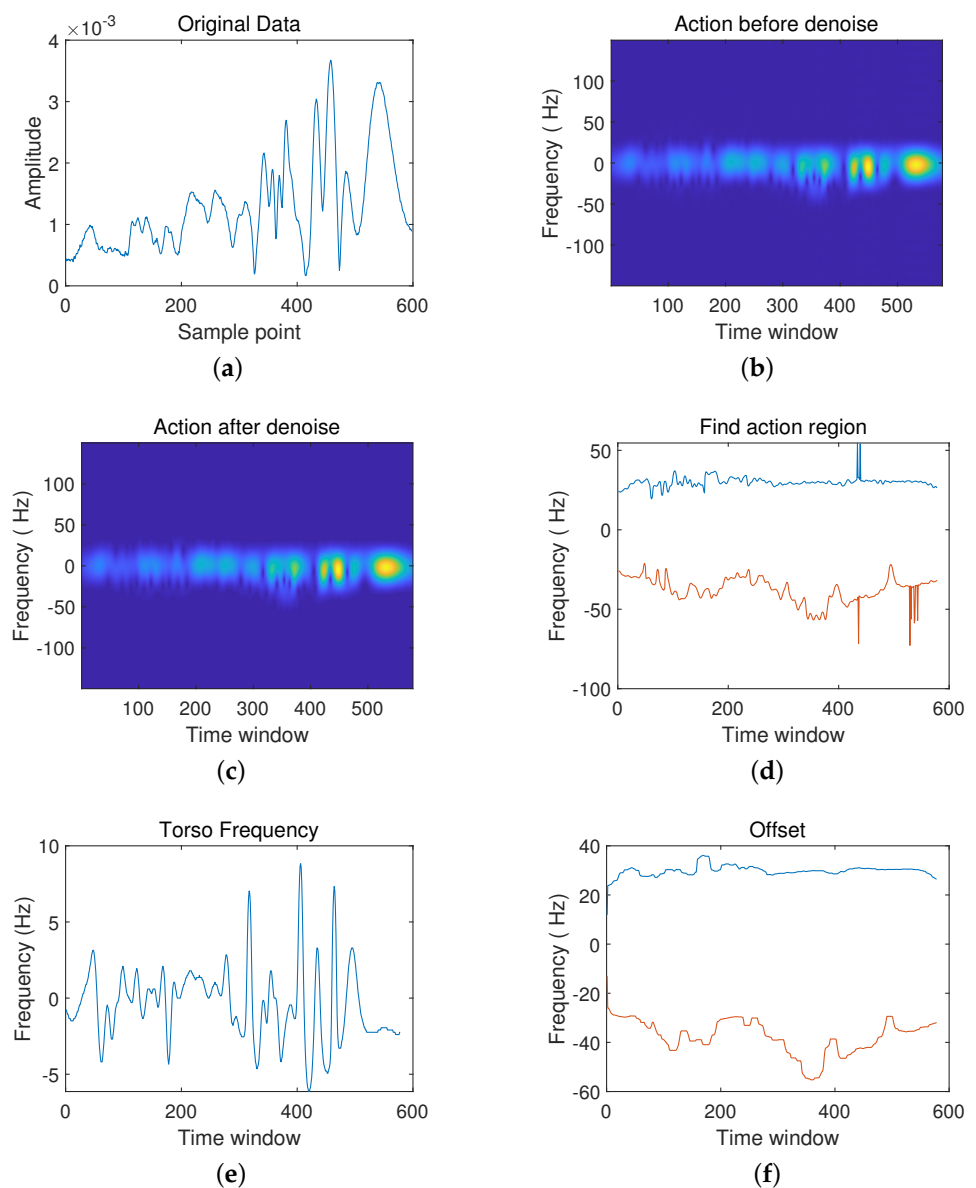 ×10⁻³
Original Data
4
3
2
1
0
Amplitude
0
200
400
600
Sample point
(a)
Action before denoise
100
50
0
-50
-100
Frequency ( Hz)
100
200
300
400
500
Time window
(b)
Action after denoise
100
50
0
-50
-100
Frequency ( Hz)
100
200
300
400
500
Time window
(c)
Find action region
50
0
-50
-100
Frequency ( Hz)
0
200
400
600
Time window
(d)
Torso Frequency
10
5
0
-5
Frequency (Hz)
0
200
400
600
Time window
(e)
Offset
40
20
0
-20
-40
-60
Frequency ( Hz)
0
200
400
600
Time window
(f)